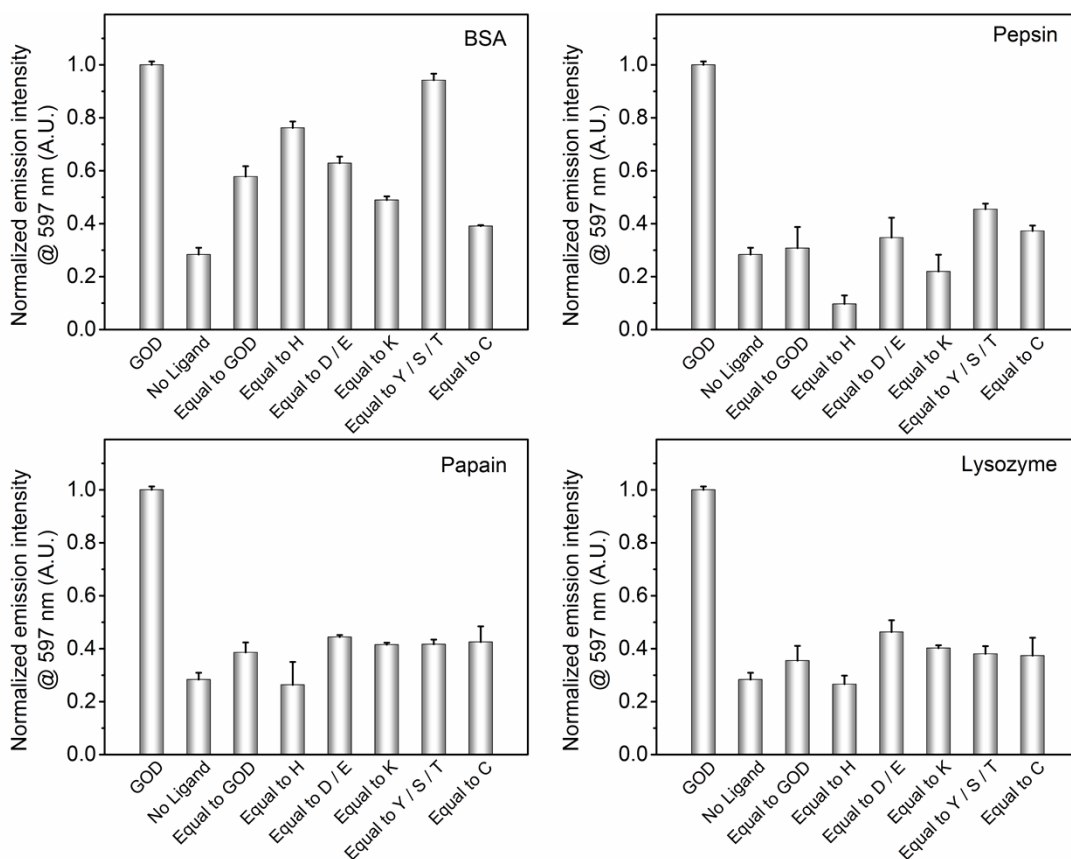 BSA
Normalized emission intensity
@ 597 nm (A.U.)
1.0
0.8
0.6
0.4
0.2
0.0
GOD
No Ligand
Equal to GOD
Equal to H
Equal to D / E
Equal to K
Equal to Y / S / T
Equal to C
Pepsin
Normalized emission intensity
@ 597 nm (A.U.)
1.0
0.8
0.6
0.4
0.2
0.0
GOD
No Ligand
Equal to GOD
Equal to H
Equal to D / E
Equal to K
Equal to Y / S / T
Equal to C
Papain
Normalized emission intensity
@ 597 nm (A.U.)
1.0
0.8
0.6
0.4
0.2
0.0
GOD
No Ligand
Equal to GOD
Equal to H
Equal to D / E
Equal to K
Equal to Y / S / T
Equal to C
Lysozyme
Normalized emission intensity
@ 597 nm (A.U.)
1.0
0.8
0.6
0.4
0.2
0.0
GOD
No Ligand
Equal to GOD
Equal to H
Equal to D / E
Equal to K
Equal to Y / S / T
Equal to C